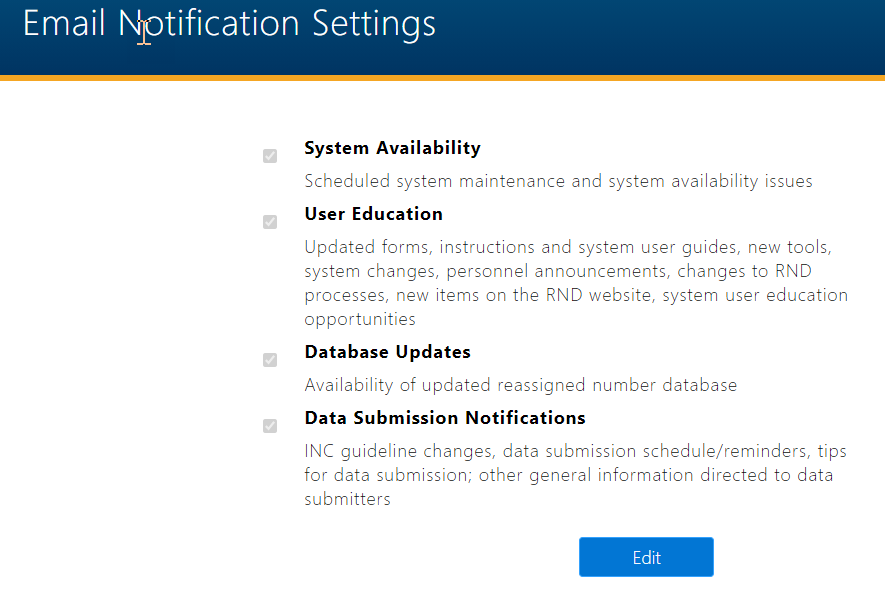 Email Notification Settings
System Availability
Scheduled system maintenance and system availability issues
User Education
Updated forms, instructions and system user guides, new tools,
system changes, personnel announcements, changes to RND
processes, new items on the RND website, system user education
opportunities
Database Updates
Availability of updated reassigned number database
Data Submission Notifications
INC guideline changes, data submission schedule/reminders, tips
for data submission; other general information directed to data
submitters
Edit